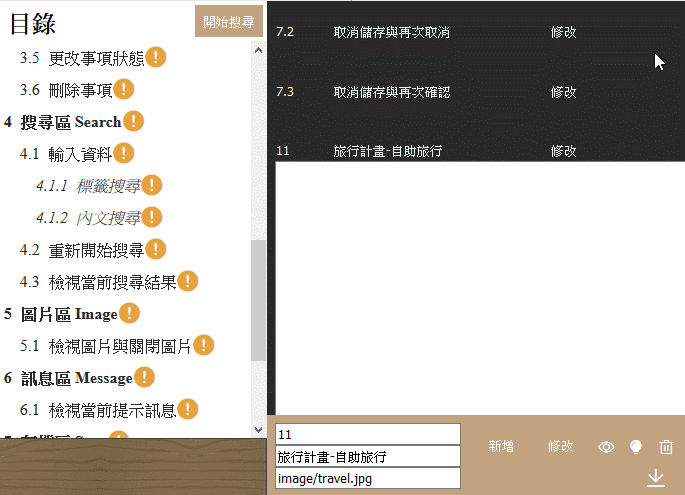 目錄
開始搜尋
3.5 更改事項狀態
3.6 刪除事項
4 搜尋區 Search
4.1 輸入資料
4.1.1 標籤搜尋
4.1.2 內文搜尋
4.2 重新開始搜尋
4.3 檢視當前搜尋結果
5 圖片區 Image
5.1 檢視圖片與關閉圖片
6 訊息區 Message
6.1 檢視當前提示訊息
7.2 取消儲存與再次取消 修改
7.3 取消儲存與再次確認 修改
11 旅行計畫-自助旅行 修改
11
旅行計畫-自助旅行
image/travel.jpg
新增 修改